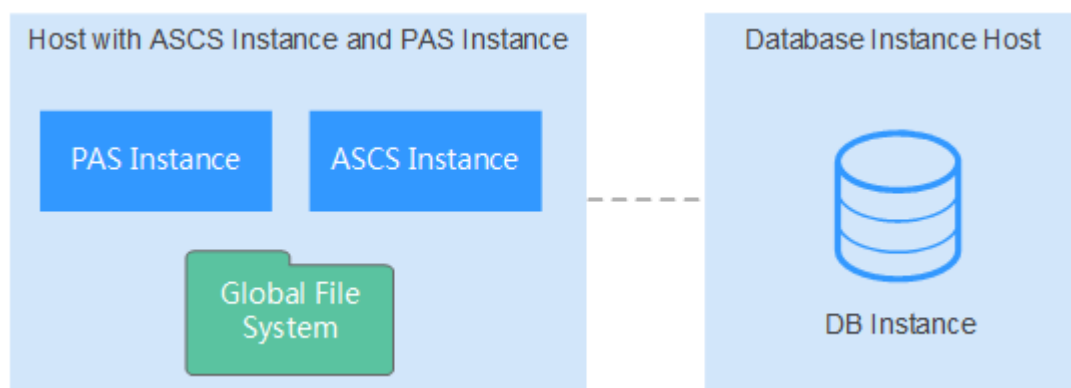 Host with ASCS Instance and PAS Instance
PAS Instance
ASCS Instance
Global File
System
Database Instance Host
DB Instance